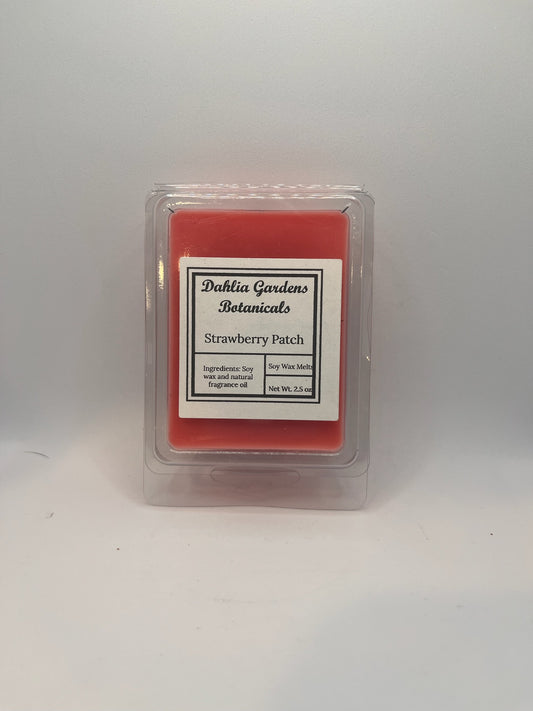 Dahlia Gardens
Botanicals
Strawberry Patch
Ingredients: Soy
wax and natural
fragrance oil
Soy Wax Melts
Net Wt. 2.5 oz